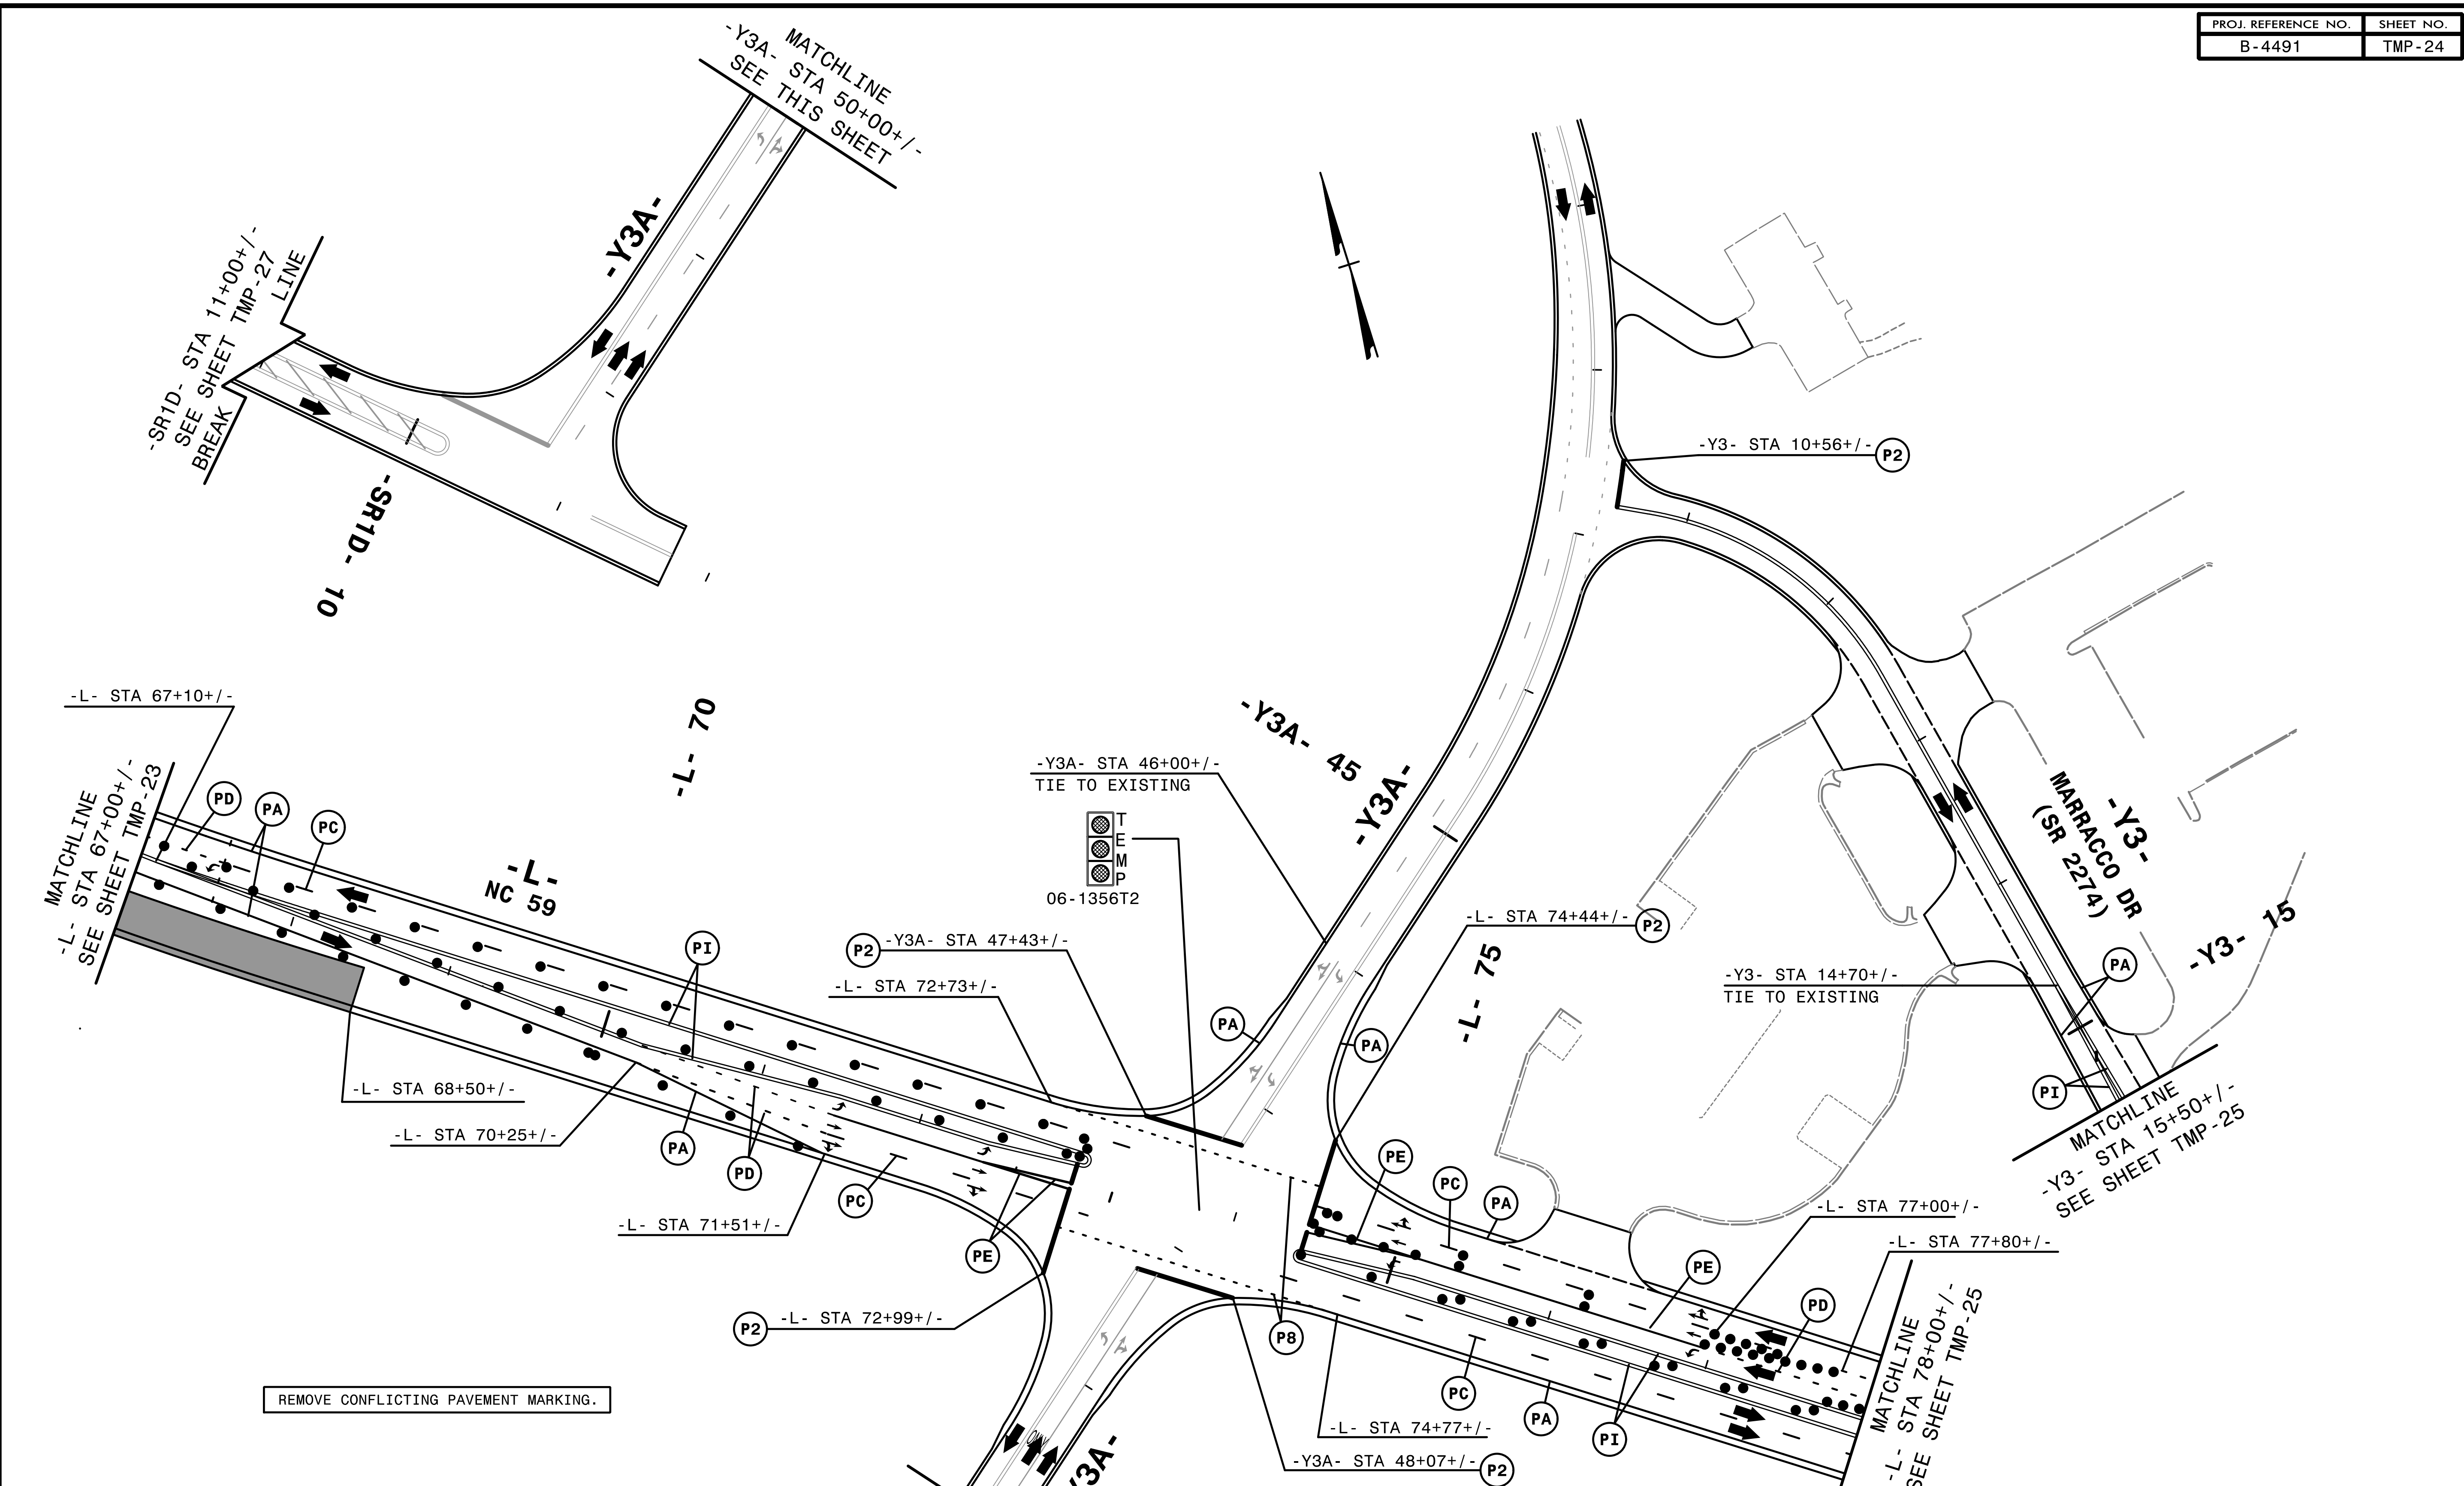 PROJ. REFERENCE NO.
SHEET NO.
B-4491
TMP-24
MATCHLINE
-Y3A- STA 50+00+/-
SEE THIS SHEET
-Y3A-
-SR1D- STA 11+00+/-
SEE SHEET TMP-27
BREAK LINE
-SR1D- 10
-Y3- STA 10+56+/-
P2
-L- STA 67+10+/-
-L- 70
-Y3A- 45
-Y3A-
-Y3A- STA 46+00+/-
TIE TO EXISTING
TEMP
06-1356T2
MATCHLINE
-L- STA 67+00+/-
SEE SHEET TMP-23
PD
PA
PC
-L-
NC 59
PI
P2
-Y3A- STA 47+43+/-
-L- STA 72+73+/-
-L- STA 74+44+/-
P2
-L- 75
PA
PA
-Y3-
MARRACCO DR
(SR 2274)
-Y3- 15
-Y3- STA 14+70+/-
TIE TO EXISTING
PA
PI
MATCHLINE
-Y3- STA 15+50+/-
SEE SHEET TMP-25
-L- STA 68+50+/-
-L- STA 70+25+/-
PA
PD
PC
-L- STA 71+51+/-
PE
P2
-L- STA 72+99+/-
PE
PC
PA
-L- STA 77+00+/-
-L- STA 77+80+/-
PE
PD
P8
PC
PA
PI
-L- STA 74+77+/-
-Y3A- STA 48+07+/-
P2
MATCHLINE
-L- STA 78+00+/-
SEE SHEET TMP-25
REMOVE CONFLICTING PAVEMENT MARKING.
ONLY
Y3A-